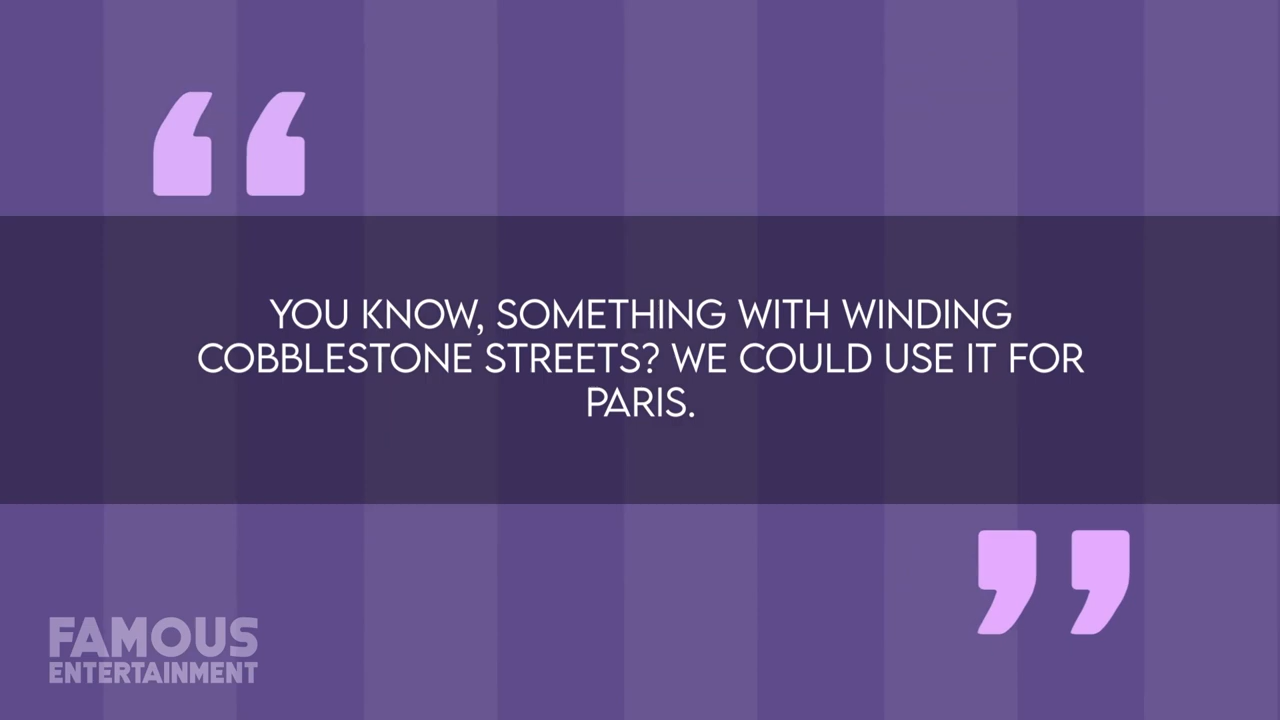 YOU KNOW, SOMETHING WITH WINDING
COBBLESTONE STREETS? WE COULD USE IT FOR
PARIS.
FAMOUS
ENTERTAINMENT